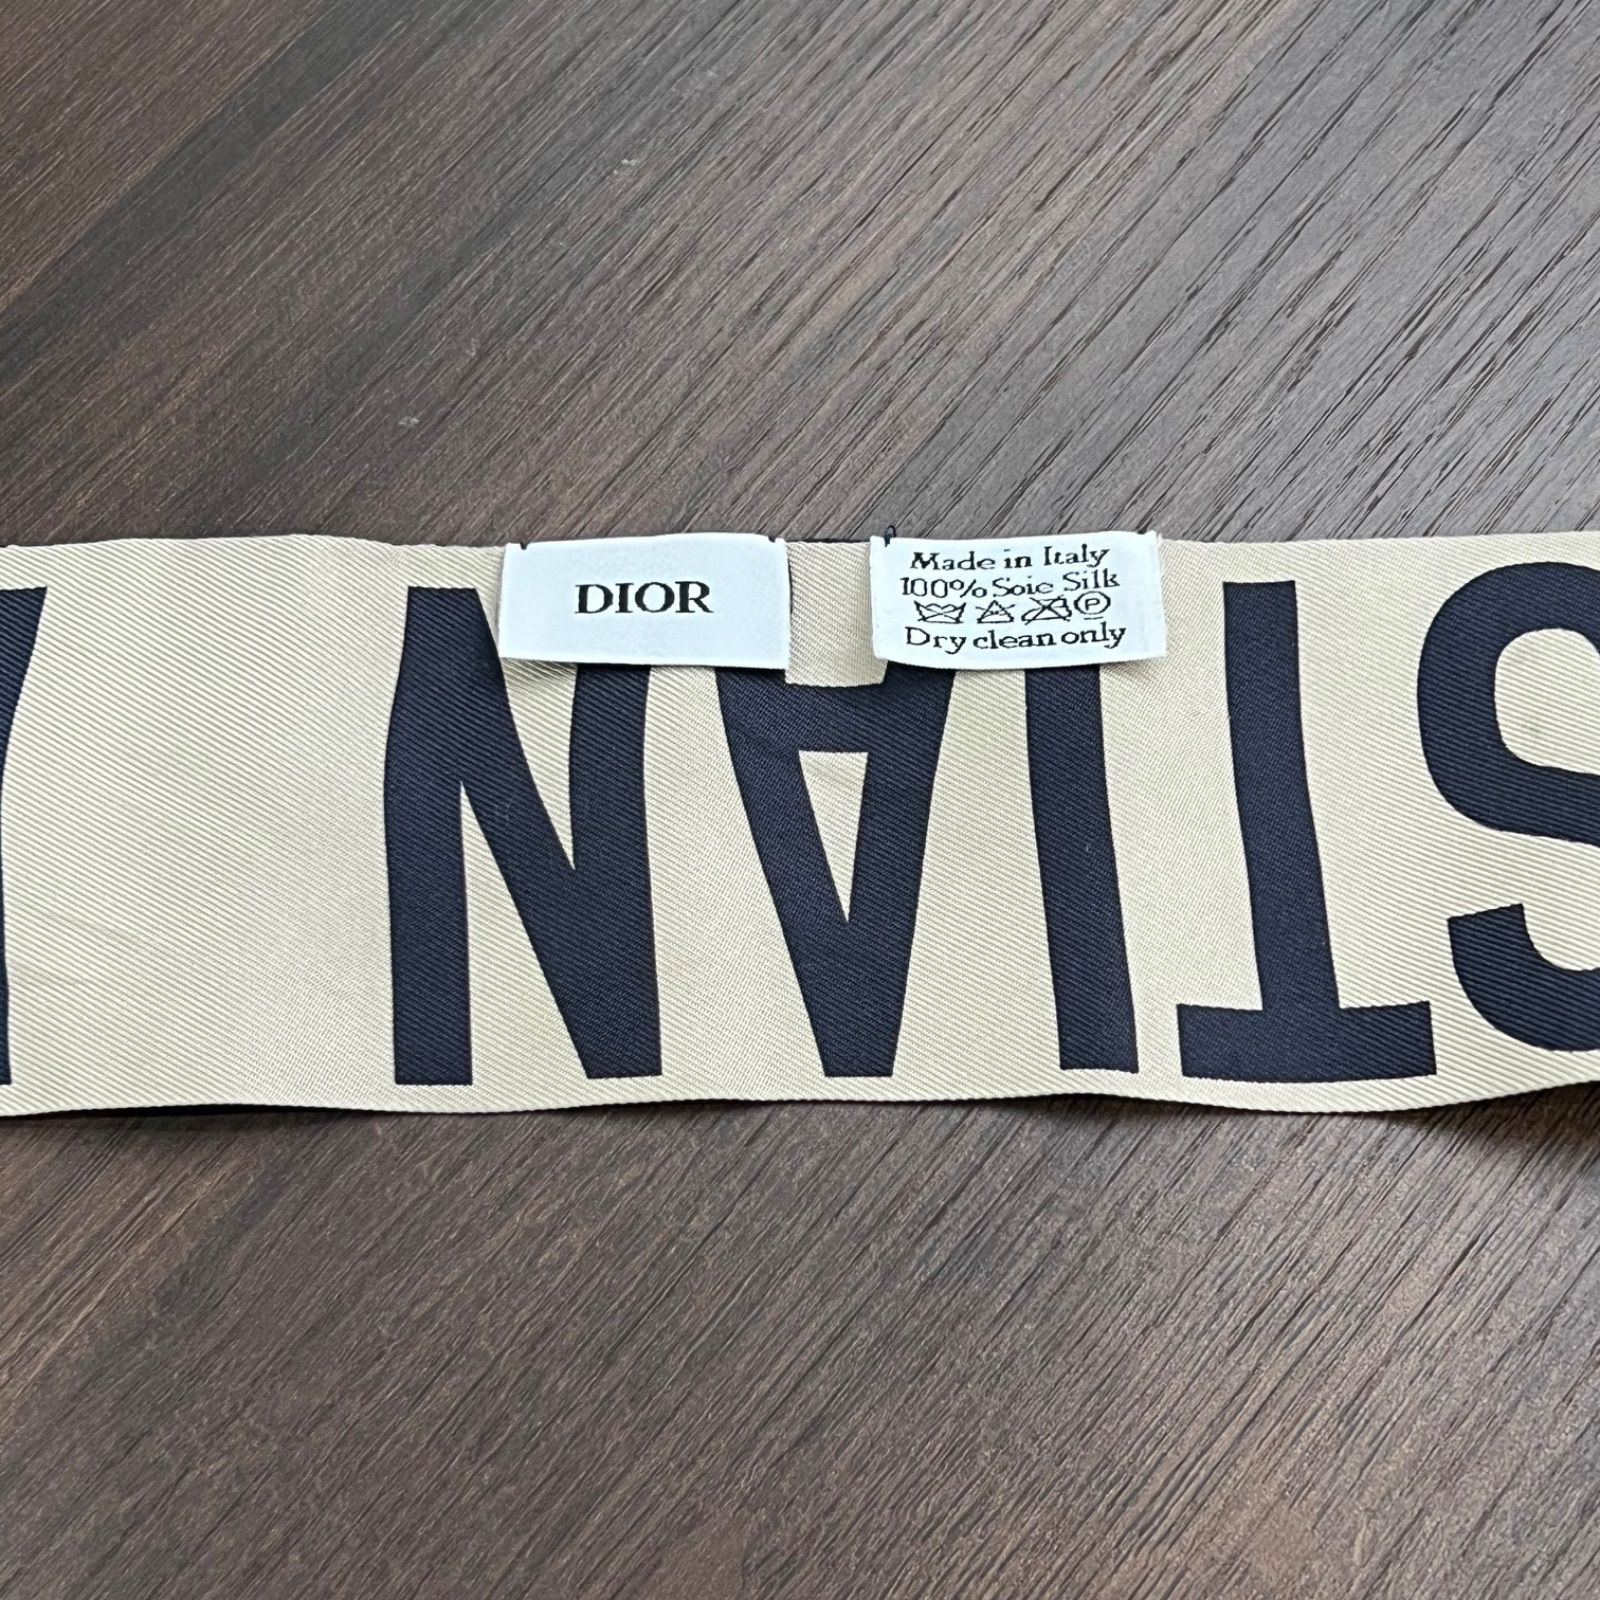 DIOR
Made in Italy
100% Soie Silk
P
Dry clean only
STIAN